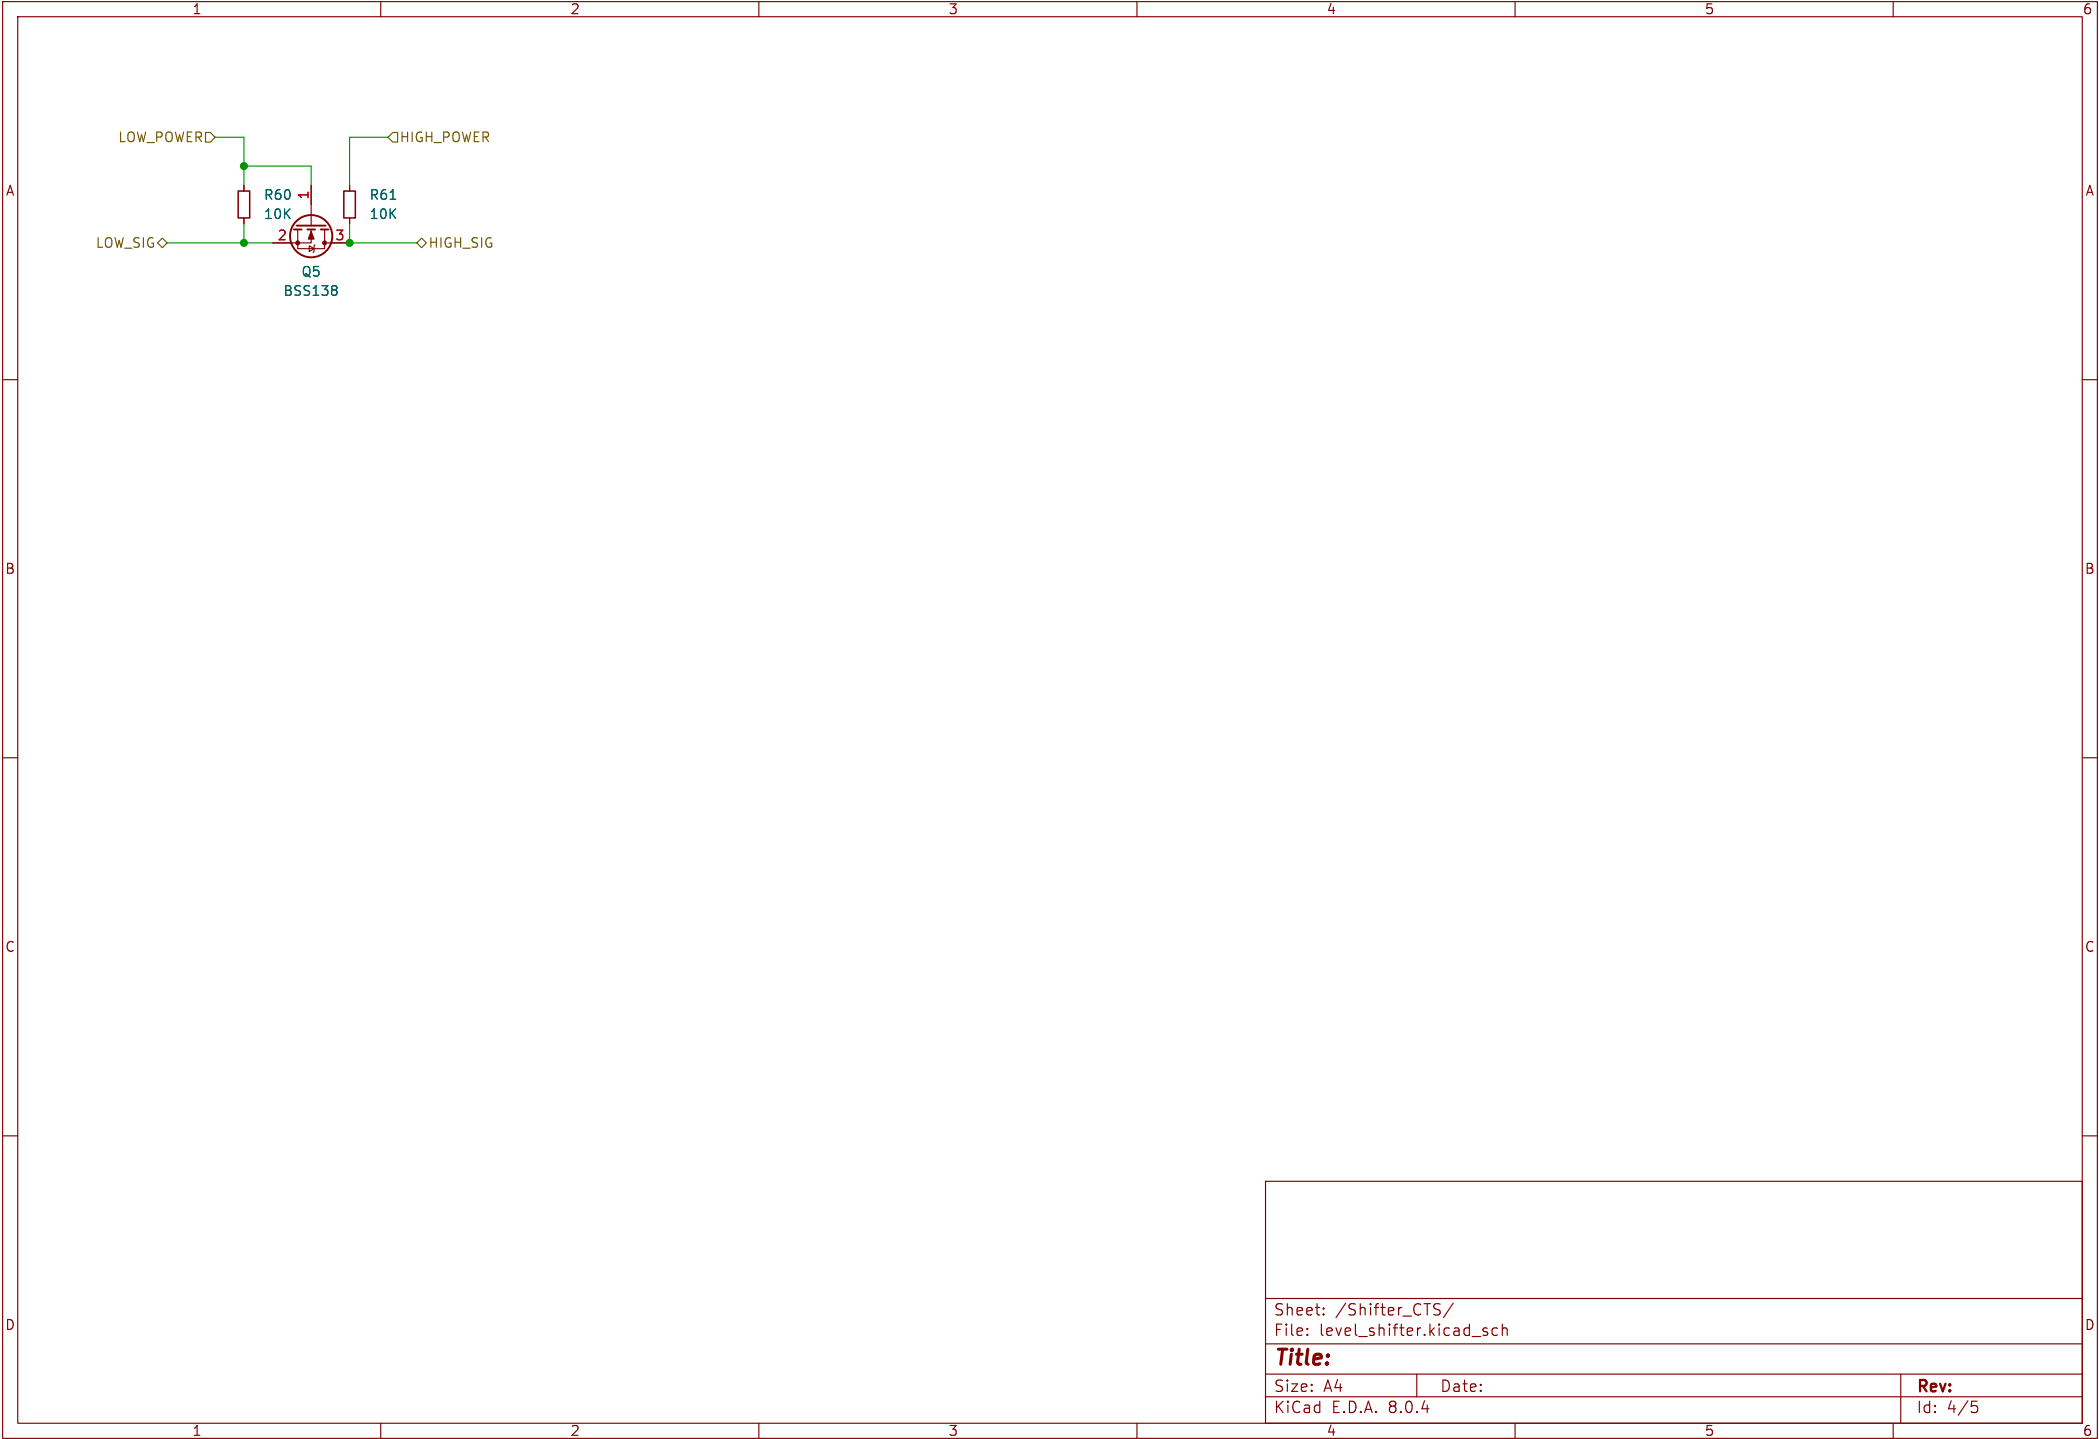 1 2 3 4 5 6
LOW_POWER
HIGH_POWER
A
R60
10K
1
R61
10K
A
LOW_SIG
2
3
HIGH_SIG
Q5
BSS138
B
B
C
C
Sheet: /Shifter_CTS/
File: level_shifter.kicad_sch
D
D
Title:
Size: A4
Date:
Rev:
KiCad E.D.A. 8.0.4
Id: 4/5
1 2 3 4 5 6